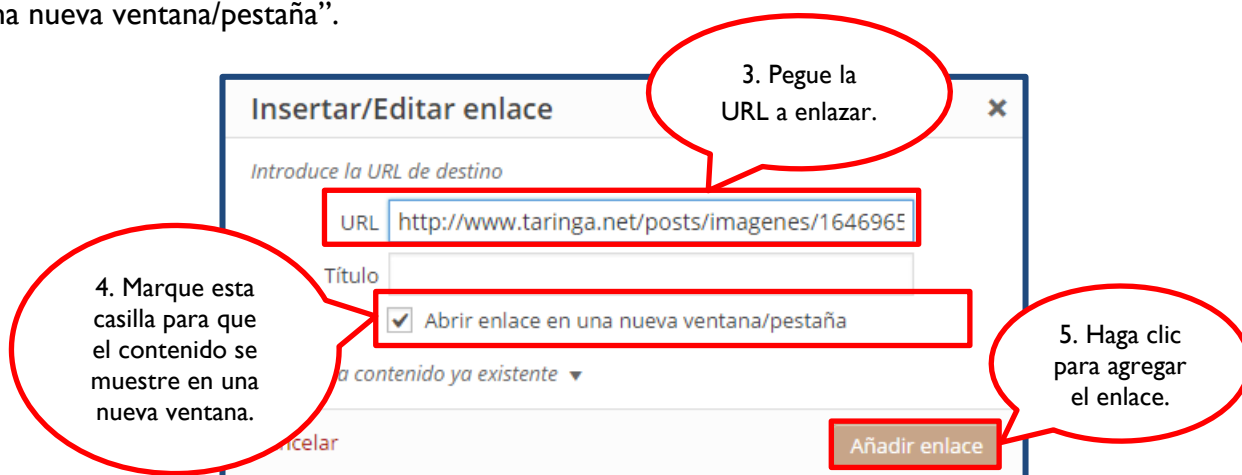 na nueva ventana/pestaña”.
3. Pegue la
URL a enlazar.
Insertar/Editar enlace
Introduce la URL de destino
URL http://www.taringa.net/posts/imagenes/1646965
Título
4. Marque esta
casilla para que
el contenido se
muestre en una
nueva ventana.
Abrir enlace en una nueva ventana/pestaña
5. Haga clic
para agregar
el enlace.
a contenido ya existente
ncelar
Añadir enlace